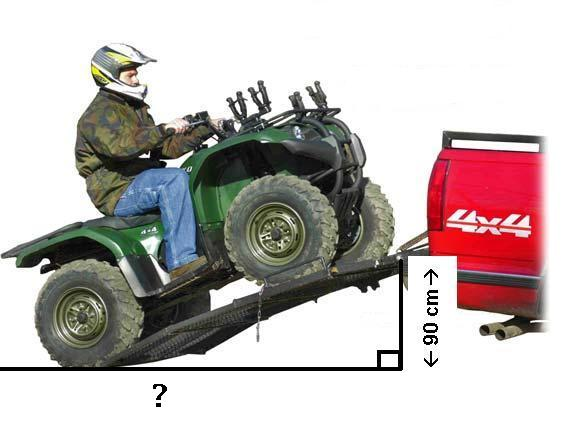 4x4
← 90 cm →
?